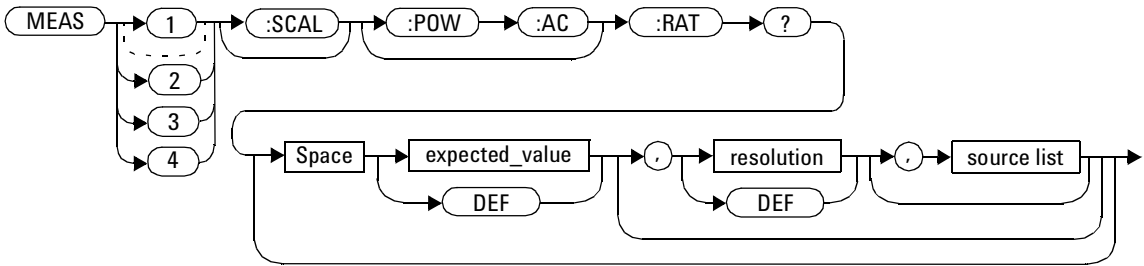 MEAS 1 :SCAL :POW :AC :RAT ?
2
3
4
Space expected_value , resolution , source list
DEF DEF